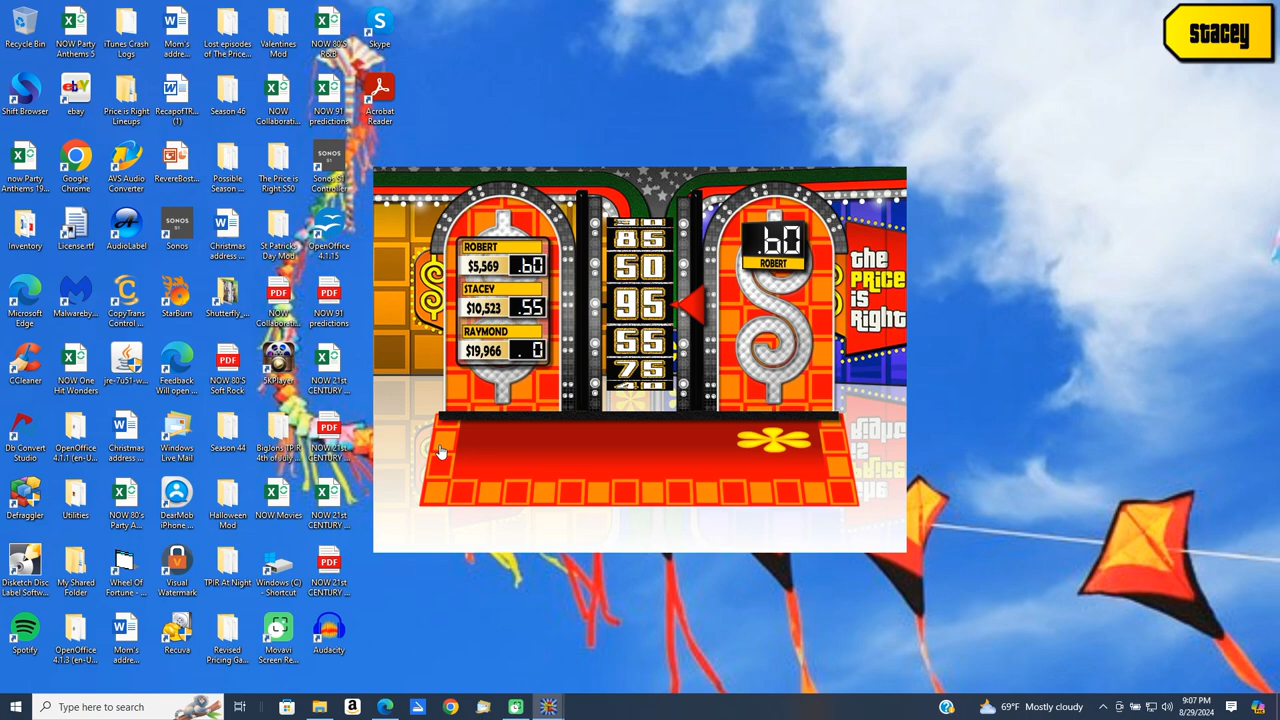 Recycle Bin
NOW Party
Anthems 5
iTunes Crash
Logs
Mom's
addre...
Lost episodes
of The Price...
Valentines
Mod
NOW 80'S
R&B
Skype
Shift Browser
ebay
Price is Right
Lineups
RecapofTR...
(1)
Season 46
NOW
Collaborati...
NOW 91
predictions
Acrobat
Reader
now Party
Anthems 19...
Google
Chrome
AVS Audio
Converter
RevereBost...
Possible
Season ...
The Price is
Right S50
Sonos S1
Controller
Inventory
License.rtf
AudioLabel
Sonos
Christmas
address ...
St Patricks
Day Mod
OpenOffice
4.1.15
Microsoft
Edge
Malwareby...
CopyTrans
Control ...
StarBurn
Shutterfly_...
NOW
Collaborati...
NOW 91
predictions
CCleaner
NOW One
Hit Wonders
jre-7u51-w...
Feedback
Will open ...
NOW 80'S
Soft Rock
5KPlayer
NOW 21st
CENTURY ...
Db Convert
Studio
OpenOffice
4.1.1 (en-U...
Christmas
address ...
Windows
Live Mail
Season 44
BigJons TPIR
4th of July ...
NOW 21st
CENTURY ...
Defraggler
Utilities
NOW 80's
Party A...
DearMob
iPhone ...
Halloween
Mod
NOW Movies
NOW 21st
CENTURY ...
Disketch Disc
Label Softw...
My Shared
Folder
Wheel Of
Fortune - ...
Visual
Watermark
TPIR At Night
Windows (C)
- Shortcut
NOW 21st
CENTURY ...
Spotify
OpenOffice
4.1.3 (en-U...
Mom's
addre...
Recuva
Revised
Pricing Ga...
Movavi
Screen Re...
Audacity
stacey
ROBERT
$5,569 .60
STACEY
$10,523 .55
RAYMOND
$19,966 . 0
85
50
95
55
75
40
.60
ROBERT
the
PRiCE
is
Right
Type here to search
69°F Mostly cloudy
9:07 PM
8/29/2024